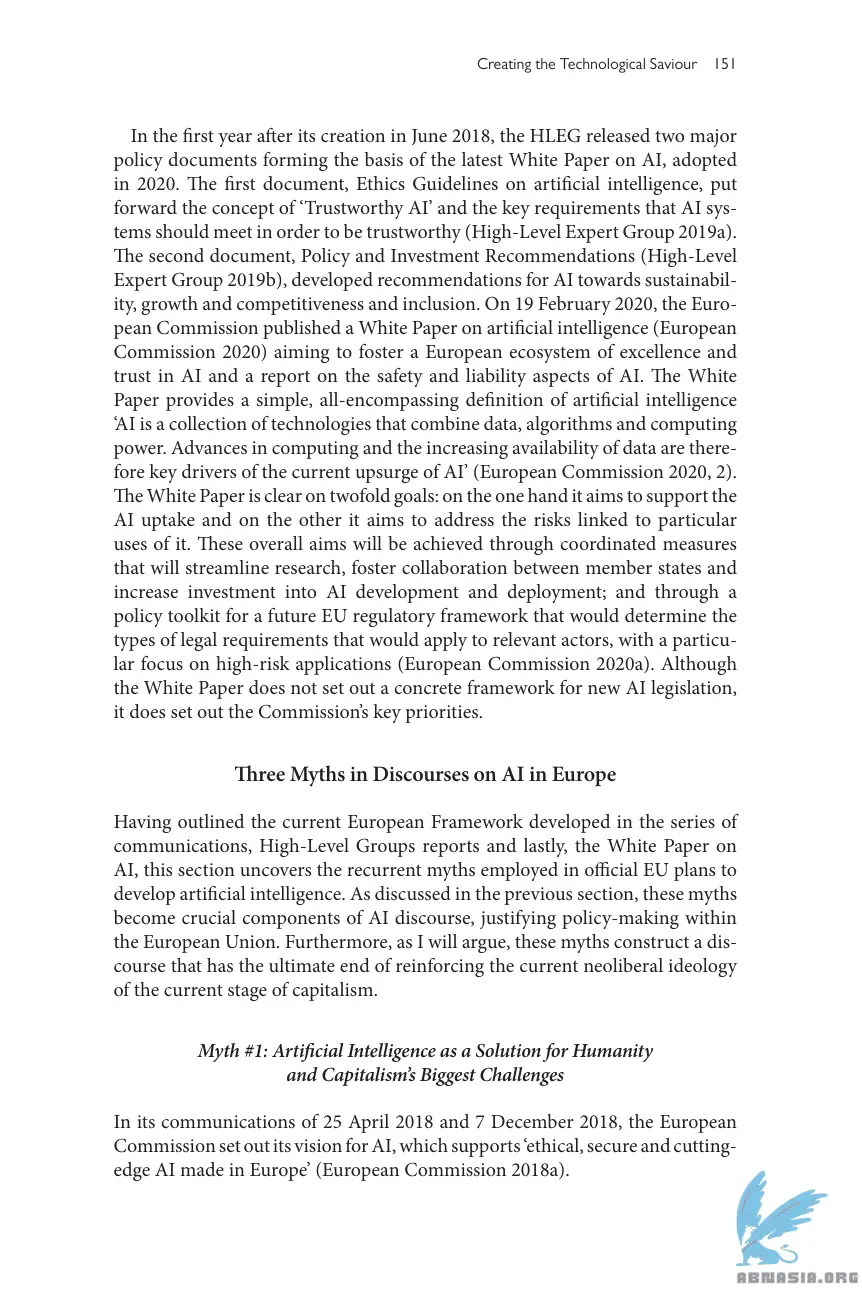 Creating the Technological Saviour 151
In the first year after its creation in June 2018, the HLEG released two major
policy documents forming the basis of the latest White Paper on AI, adopted
in 2020. The first document, Ethics Guidelines on artificial intelligence, put
forward the concept of ‘Trustworthy AI’ and the key requirements that AI sys-
tems should meet in order to be trustworthy (High-Level Expert Group 2019a).
The second document, Policy and Investment Recommendations (High-Level
Expert Group 2019b), developed recommendations for AI towards sustainabil-
ity, growth and competitiveness and inclusion. On 19 February 2020, the Euro-
pean Commission published a White Paper on artificial intelligence (European
Commission 2020) aiming to foster a European ecosystem of excellence and
trust in AI and a report on the safety and liability aspects of AI. The White
Paper provides a simple, all-encompassing definition of artificial intelligence
‘AI is a collection of technologies that combine data, algorithms and computing
power. Advances in computing and the increasing availability of data are there-
fore key drivers of the current upsurge of AI’ (European Commission 2020, 2).
The White Paper is clear on twofold goals: on the one hand it aims to support the
AI uptake and on the other it aims to address the risks linked to particular
uses of it. These overall aims will be achieved through coordinated measures
that will streamline research, foster collaboration between member states and
increase investment into AI development and deployment; and through a
policy toolkit for a future EU regulatory framework that would determine the
types of legal requirements that would apply to relevant actors, with a particu-
lar focus on high-risk applications (European Commission 2020a). Although
the White Paper does not set out a concrete framework for new AI legislation,
it does set out the Commission’s key priorities.
Three Myths in Discourses on AI in Europe
Having outlined the current European Framework developed in the series of
communications, High-Level Groups reports and lastly, the White Paper on
AI, this section uncovers the recurrent myths employed in official EU plans to
develop artificial intelligence. As discussed in the previous section, these myths
become crucial components of AI discourse, justifying policy-making within
the European Union. Furthermore, as I will argue, these myths construct a dis-
course that has the ultimate end of reinforcing the current neoliberal ideology
of the current stage of capitalism.
Myth #1: Artificial Intelligence as a Solution for Humanity
and Capitalism’s Biggest Challenges
In its communications of 25 April 2018 and 7 December 2018, the European
Commission set out its vision for AI, which supports ‘ethical, secure and cutting-
edge AI made in Europe’ (European Commission 2018a).
ABNASIA.ORG